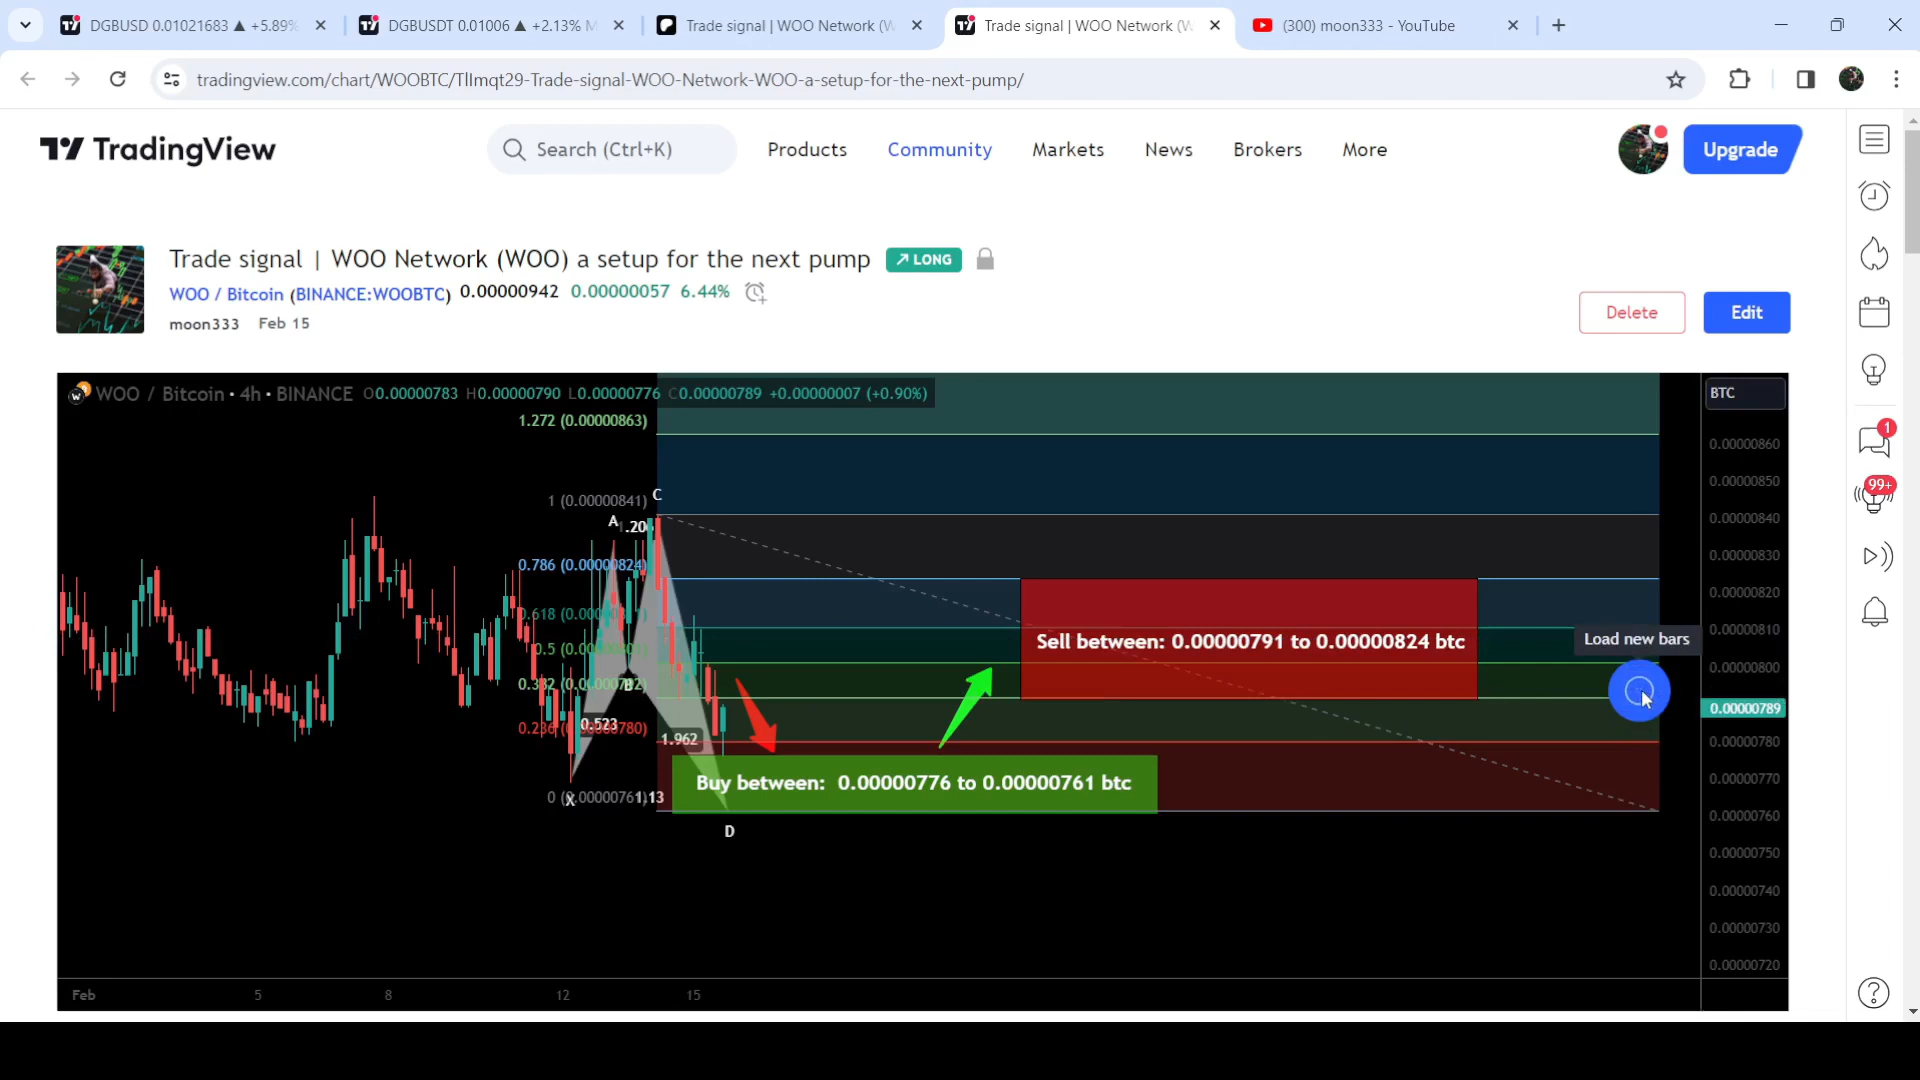 DGBUSD 0.01021683 ▲ +5.89%
DGBUSDT 0.01006 ▲ +2.13% M
Trade signal | WOO Network (W
Trade signal | WOO Network (W
(300) moon333 - YouTube
tradingview.com/chart/WOOBTC/TlImqt29-Trade-signal-WOO-Network-WOO-a-setup-for-the-next-pump/
TradingView
Search (Ctrl+K)
Products
Community
Markets
News
Brokers
More
Upgrade
Trade signal | WOO Network (WOO) a setup for the next pump
LONG
WOO / Bitcoin (BINANCE:WOOBTC) 0.00000942 0.00000057 6.44%
moon333 Feb 15
Delete
Edit
WOO / Bitcoin • 4h • BINANCE O0.00000783 H0.00000790 L0.00000776 C0.00000789 +0.00000007 (+0.90%)
BTC
1.272 (0.00000863)
1 (0.00000841)
C
A
1.206
0.786 (0.00000824)
B
0.523
1.962
0 (0.00000761)
1.13
X
D
Sell between: 0.00000791 to 0.00000824 btc
Buy between: 0.00000776 to 0.00000761 btc
Load new bars
0.00000860
0.00000850
0.00000840
0.00000830
0.00000820
0.00000810
0.00000800
0.00000789
0.00000780
0.00000770
0.00000760
0.00000750
0.00000740
0.00000730
0.00000720
Feb
5
8
12
15
1
99+